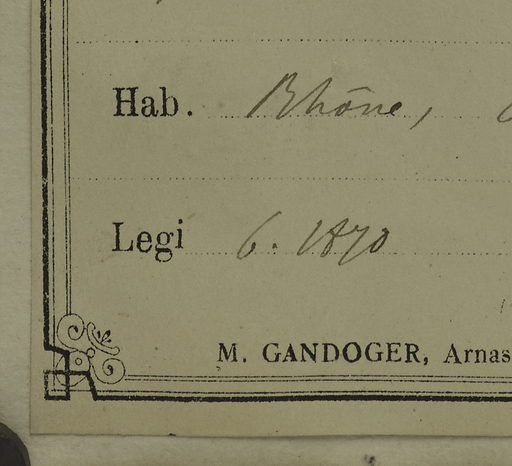 Hab. Rhône,
Legi 6. 1870
M. GANDOGER, Arnas